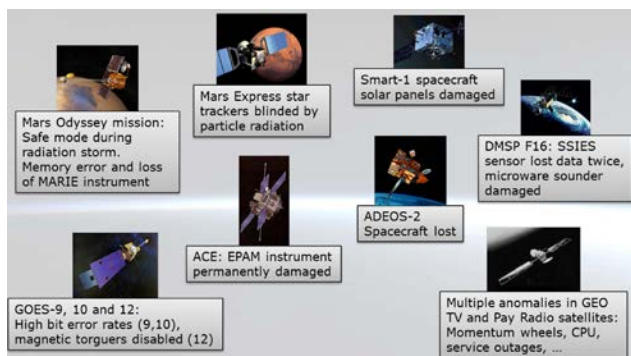 Mars Odyssey mission:
Safe mode during
radiation storm.
Memory error and loss
of MARIE instrument
Mars Express star
trackers blinded by
particle radiation
Smart-1 spacecraft
solar panels damaged
DMSP F16: SSIES
sensor lost data twice,
microware sounder
damaged
ACE: EPAM instrument
permanently damaged
ADEOS-2
Spacecraft lost
GOES-9, 10 and 12:
High bit error rates (9,10),
magnetic torguers disabled (12)
Multiple anomalies in GEO
TV and Pay Radio satellites:
Momentum wheels, CPU,
service outages, ...